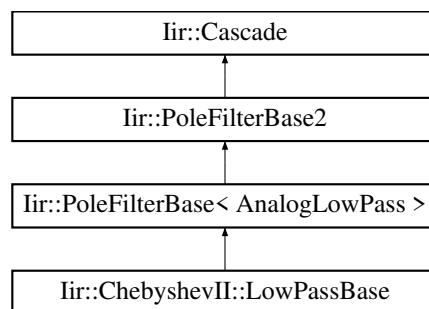 Iir::Cascade
Iir::PoleFilterBase2
Iir::PoleFilterBase< AnalogLowPass >
Iir::ChebyshevII::LowPassBase